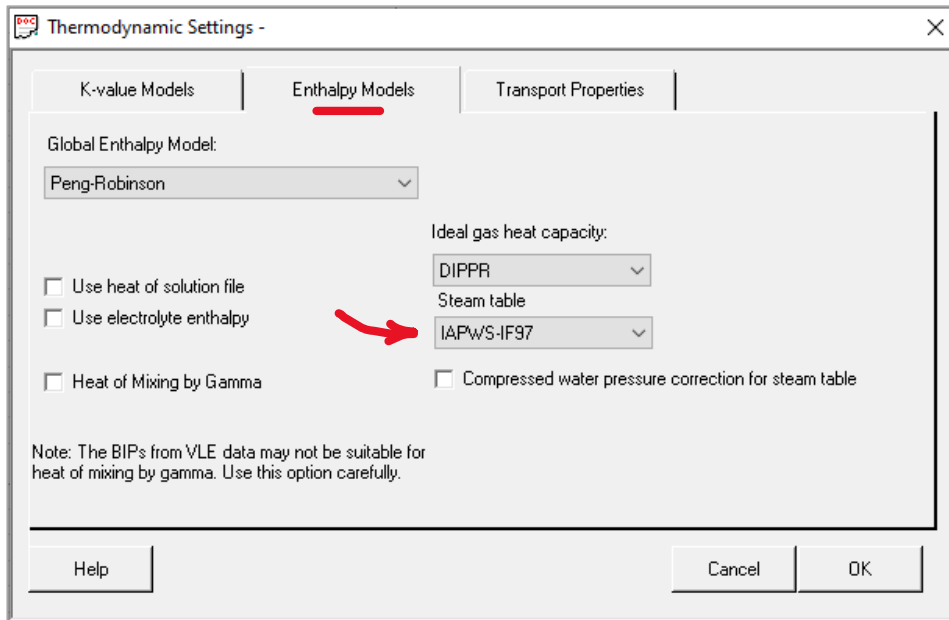 DOC
Thermodynamic Settings -
K-value Models
Enthalpy Models
Transport Properties
Global Enthalpy Model:
Peng-Robinson
Ideal gas heat capacity:
DIPPR
Use heat of solution file
Steam table
Use electrolyte enthalpy
IAPWS-IF97
Heat of Mixing by Gamma
Compressed water pressure correction for steam table
Note: The BIPs from VLE data may not be suitable for
heat of mixing by gamma. Use this option carefully.
Help
Cancel
OK